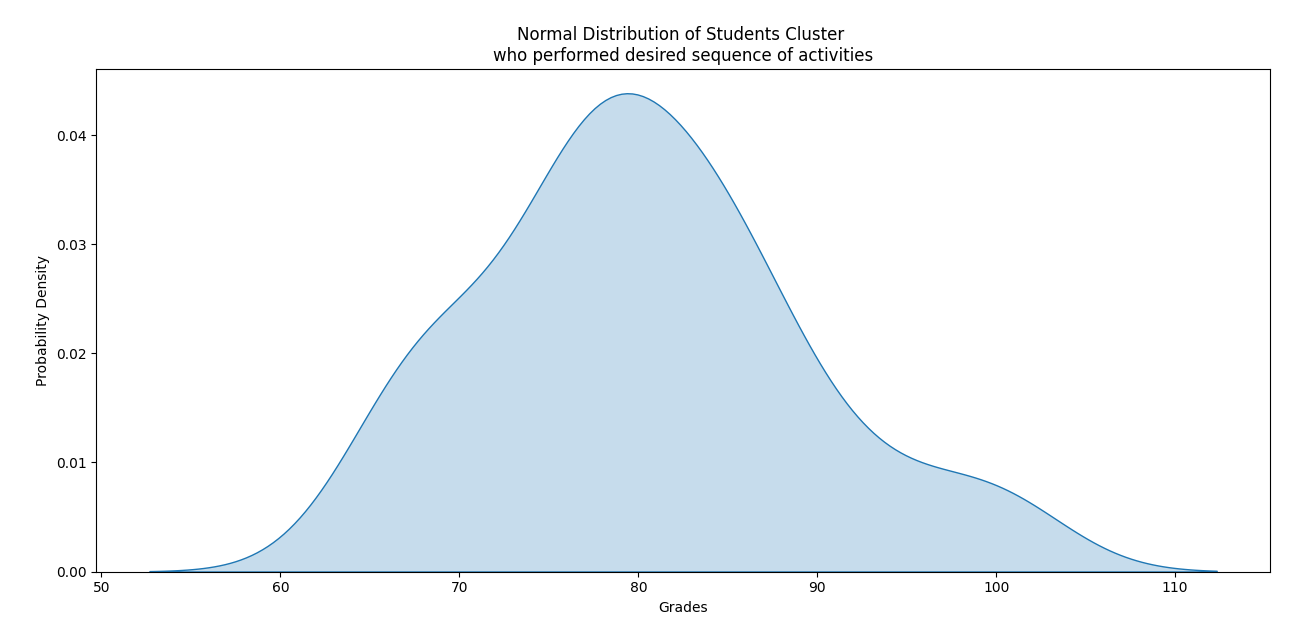 Normal Distribution of Students Cluster
who performed desired sequence of activities
Probability Density
0.04
0.03
0.02
0.01
0.00
50 60 70 80 90 100 110
Grades